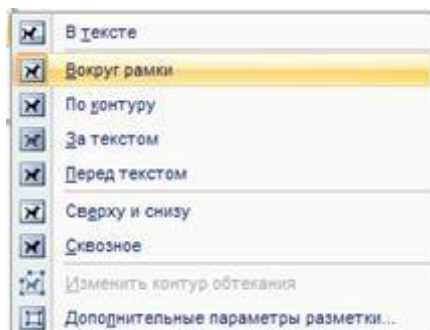 В тексте
Вокруг рамки
По контуру
За текстом
Перед текстом
Сверху и снизу
Сквозное
Изменить контур обтекания
Дополнительные параметры разметки...